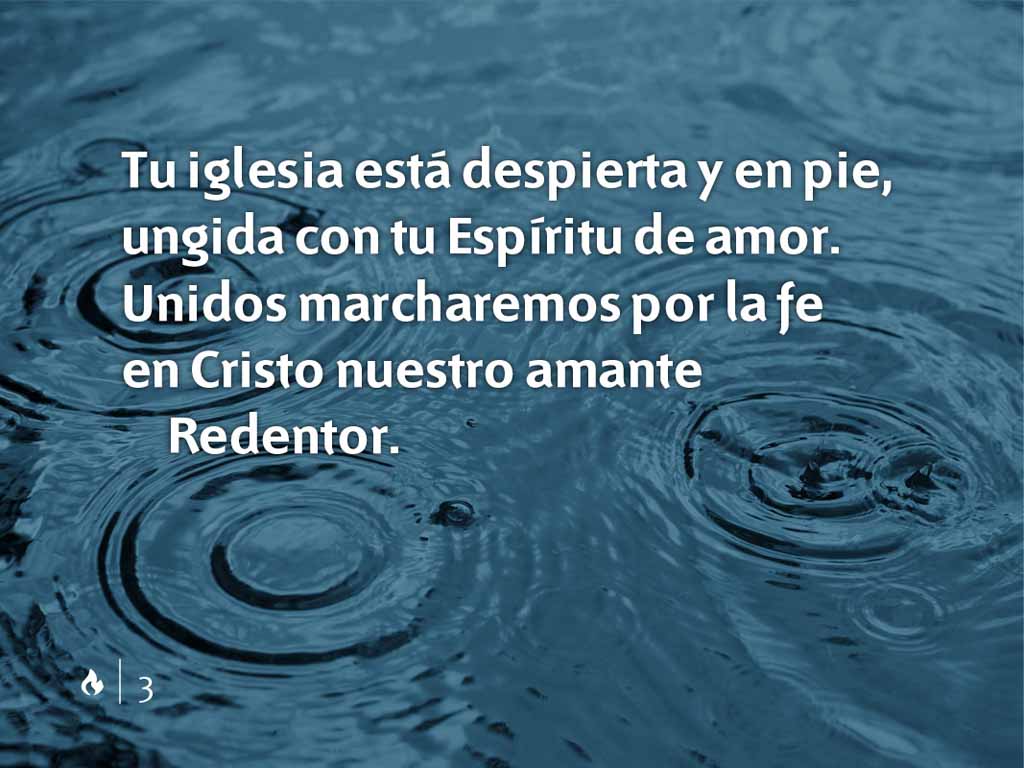 Tu iglesia está despierta y en pie,
ungida con tu Espíritu de amor.
Unidos marcharemos por la fe
en Cristo nuestro amante
Redentor.
3